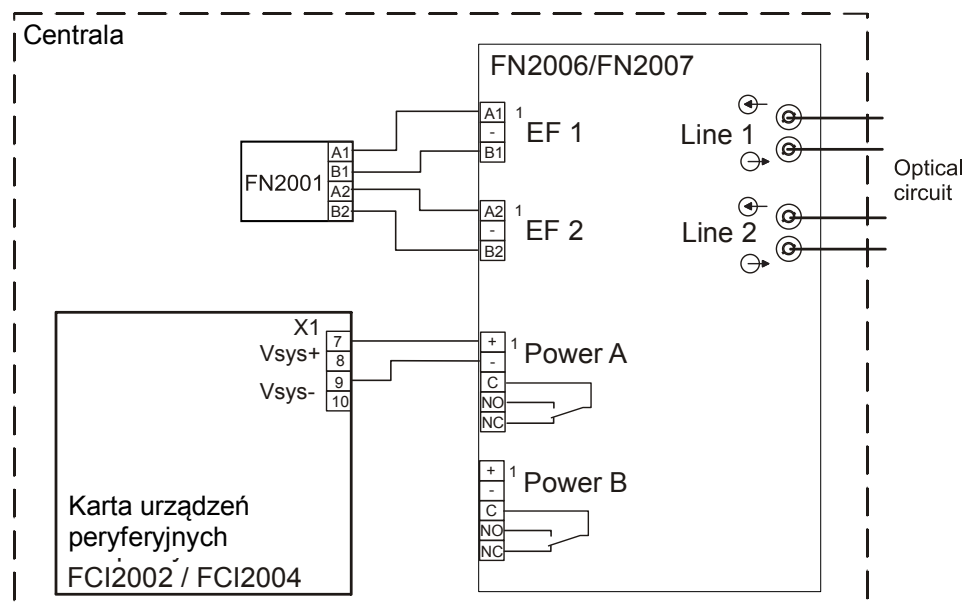 Centrala
FN2006/FN2007
A1 1
-
B1
EF 1
Line 1
FN2001
A1
B1
A2
B2
A2 1
-
B2
EF 2
Line 2
Optical
circuit
X1
Vsys+
Vsys-
7
8
9
10
+ 1
-
C
NO
NC
Power A
+ 1
-
C
NO
NC
Power B
Karta urządzeń
peryferyjnych
FCI2002 / FCI2004